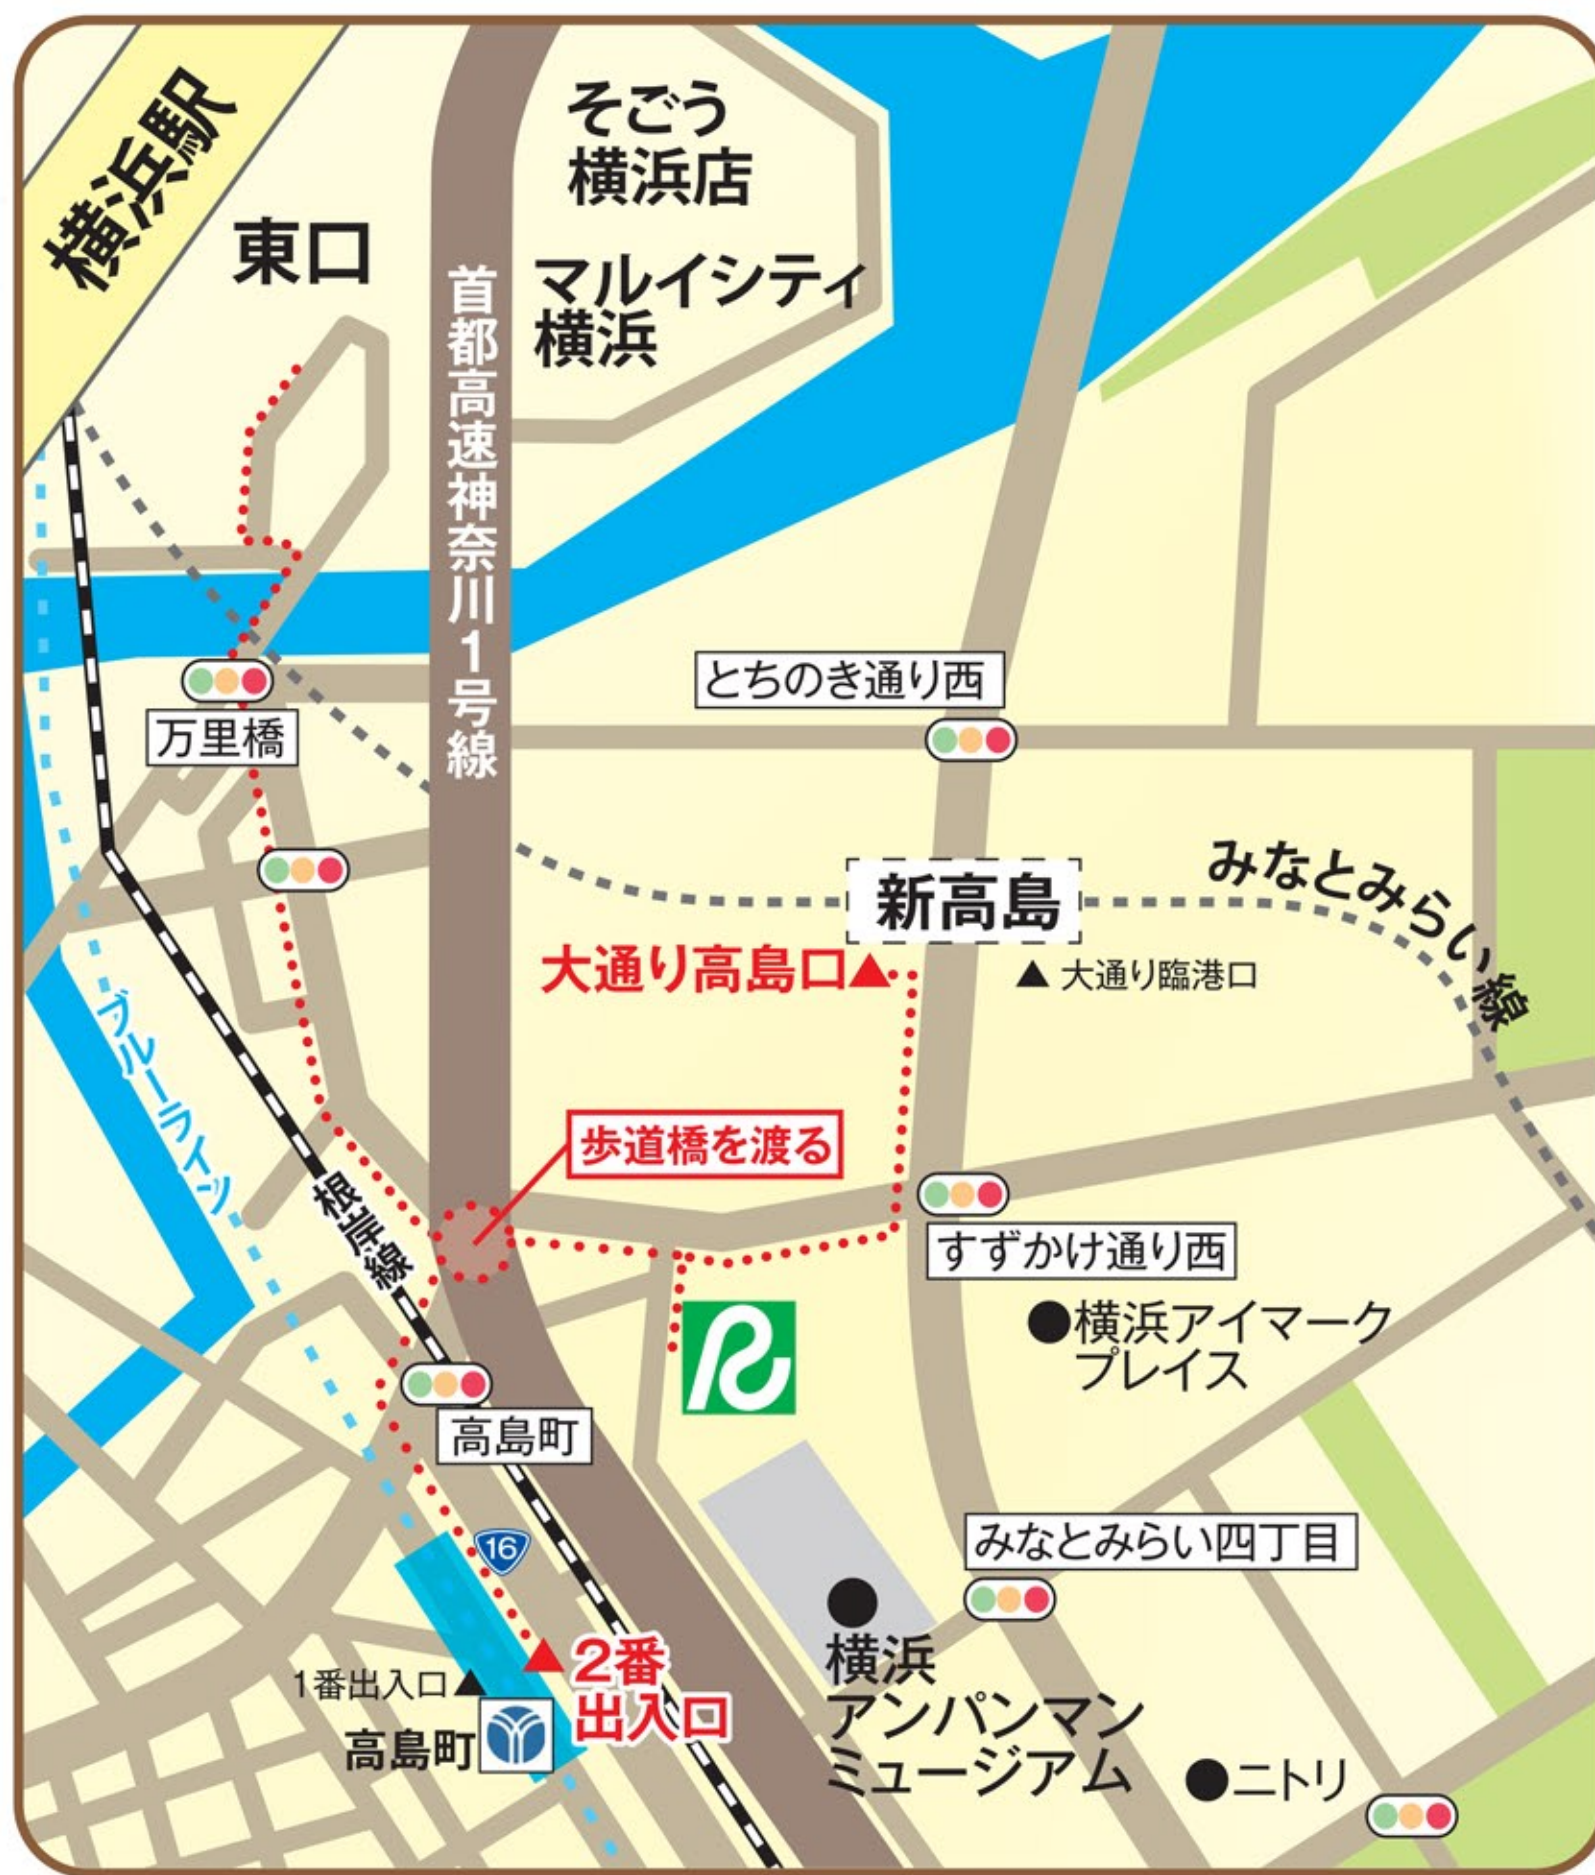 横浜駅
東口
そごう
横浜店
マルイシティ
横浜
首都高速神奈川1号線
とちのき通り西
万里橋
新高島
みなとみらい線
大通り高島口
大通り臨港口
ブルーライン
歩道橋を渡る
根岸線
すずかけ通り西
横浜アイマーク
プレイス
高島町
16
みなとみらい四丁目
2番
出入口
1番出入口
高島町
横浜
アンパンマン
ミュージアム
ニトリ